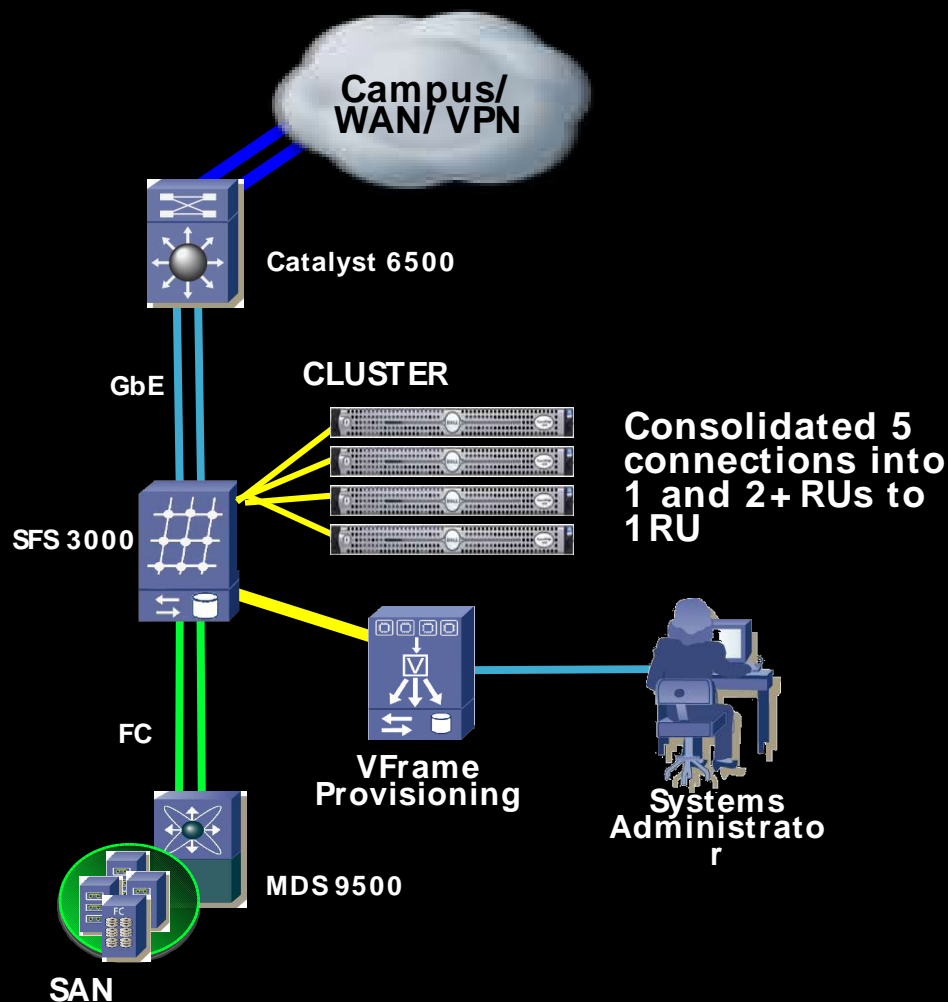 Campus/
WAN/ VPN
Catalyst 6500
GbE
CLUSTER
Consolidated 5
connections into
1 and 2+ RUs to
1RU
SFS 3000
V
FC
VFrame
Provisioning
Systems
Administrato
r
MDS 9500
FC
SAN